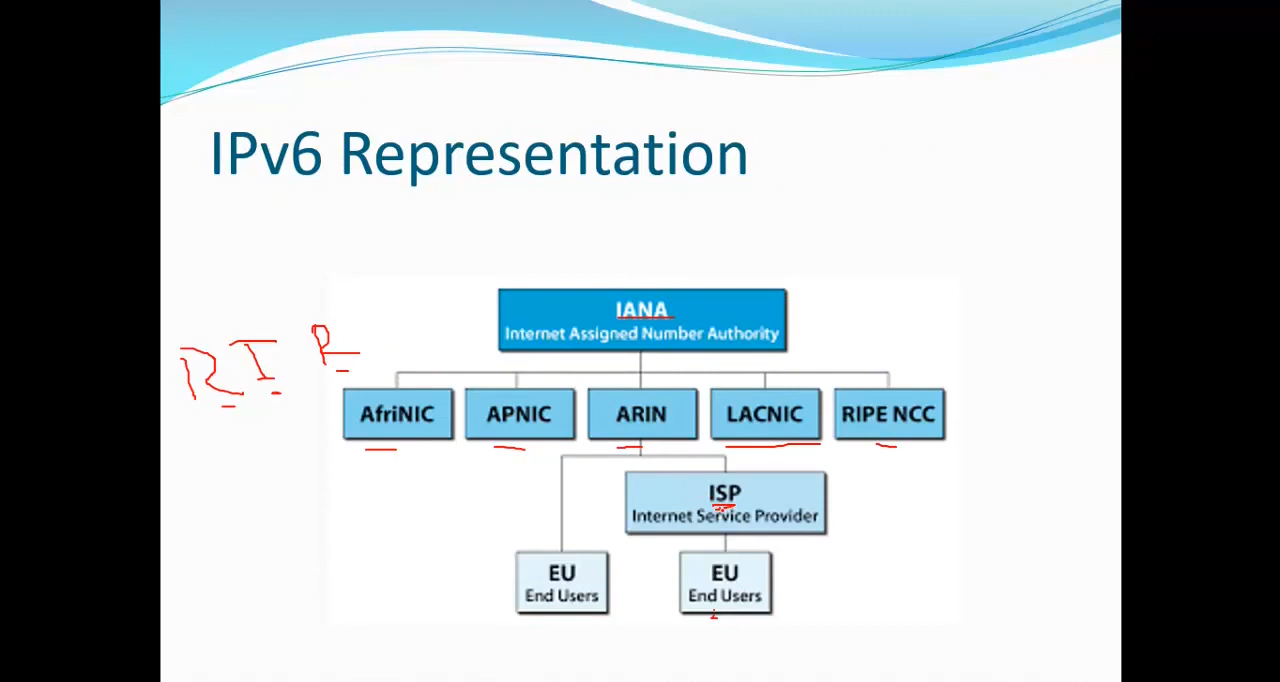 IPv6 Representation
IANA
Internet Assigned Number Authority
R I R
AfriNIC APNIC ARIN LACNIC RIPE NCC
ISP
Internet Service Provider
EU EU
End Users End Users